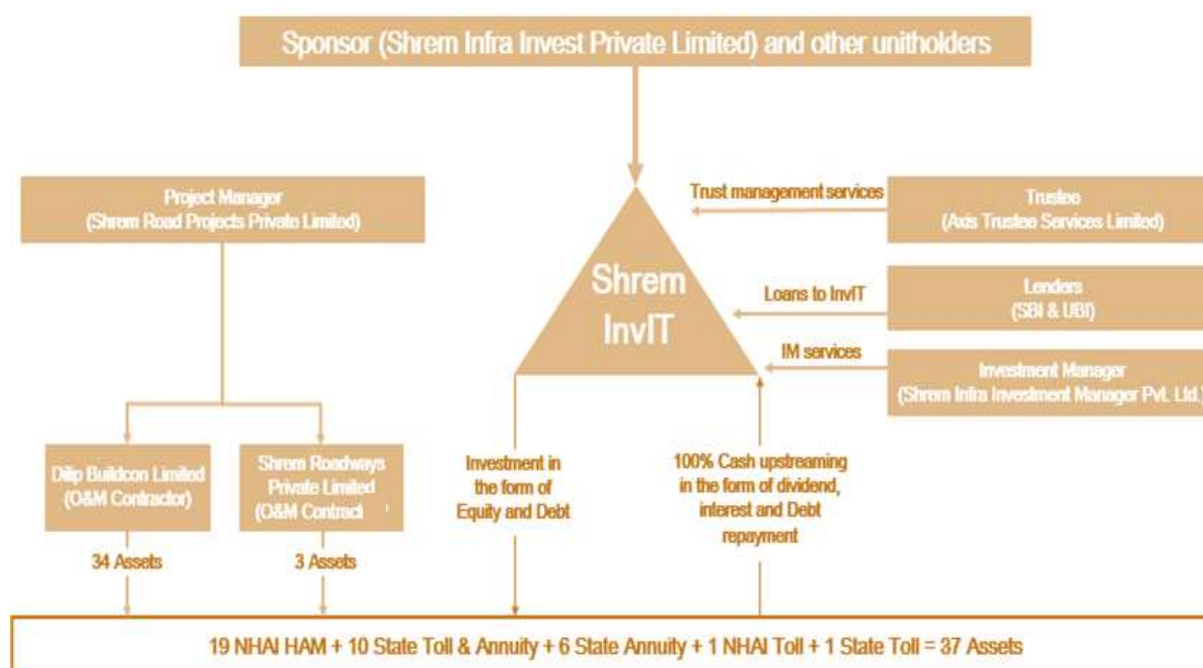 Sponsor (Shrem Infra Invest Private Limited) and other unitholders
Project Manager
(Shrem Road Projects Private Limited)
Trust management services
Trustee
(Axis Trustee Services Limited)
Shrem
InvIT
Loans to InvIT
Lenders
(SBI & UBI)
IM services
Investment Manager
(Shrem Infra Investment Manager Pvt. Ltd.)
Dilip Buildcon Limited
(O&M Contractor)
Shrem Roadways
Private Limited
(O&M Contract
Investment in
the form of
Equity and Debt
100% Cash upstreaming
in the form of dividend,
interest and Debt
repayment
34 Assets
3 Assets
19 NHAI HAM + 10 State Toll & Annuity + 6 State Annuity + 1 NHAI Toll + 1 State Toll = 37 Assets